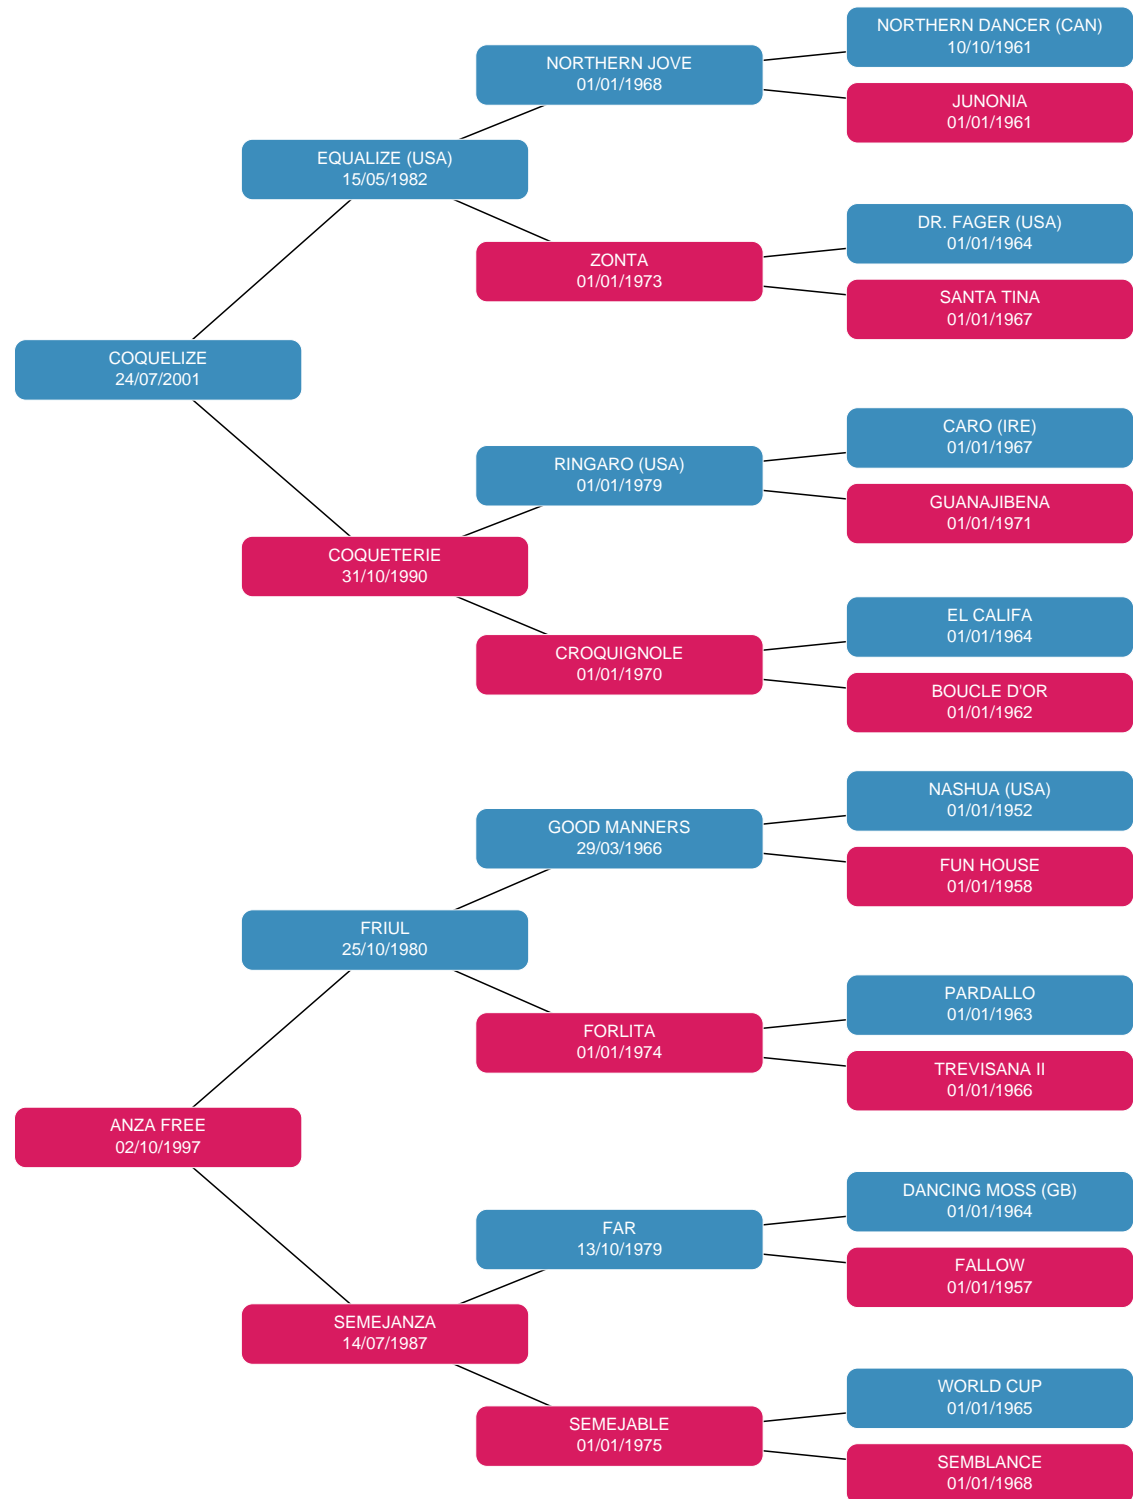 NORTHERN DANCER (CAN)
10/10/1961
NORTHERN JOVE
01/01/1968
JUNONIA
01/01/1961
EQUALIZE (USA)
15/05/1982
DR. FAGER (USA)
01/01/1964
ZONTA
01/01/1973
SANTA TINA
01/01/1967
COQUELIZE
24/07/2001
CARO (IRE)
01/01/1967
RINGARO (USA)
01/01/1979
GUANAJIBENA
01/01/1971
COQUETERIE
31/10/1990
EL CALIFA
01/01/1964
CROQUIGNOLE
01/01/1970
BOUCLE D'OR
01/01/1962
NASHUA (USA)
01/01/1952
GOOD MANNERS
29/03/1966
FUN HOUSE
01/01/1958
FRIUL
25/10/1980
PARDALLO
01/01/1963
FORLITA
01/01/1974
TREVISANA II
01/01/1966
ANZA FREE
02/10/1997
DANCING MOSS (GB)
01/01/1964
FAR
13/10/1979
FALLOW
01/01/1957
SEMEJANZA
14/07/1987
WORLD CUP
01/01/1965
SEMEJABLE
01/01/1975
SEMBLANCE
01/01/1968